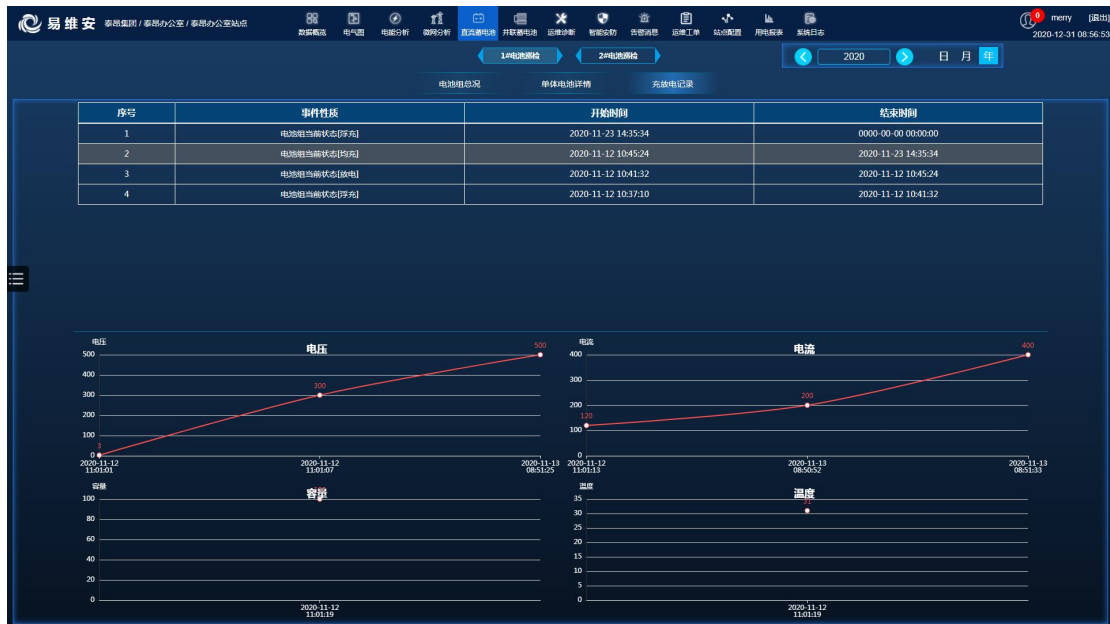 易维安 泰昂集团 / 泰昂办公室 / 泰昂办公室站点 数据概览 电气图 电能分析 微网分析 直流蓄电池 并联蓄电池 运维诊断 智能安防 告警消息 运维工单 站点配置 用电报表 系统日志 0 merry [退出]
2020-12-31 08:56:53
1#电池巡检 2#电池巡检 2020 日 月 年
电池组总况 单体电池详情 充放电记录
序号 事件性质 开始时间 结束时间
1 电池组当前状态[浮充] 2020-11-23 14:35:34 0000-00-00 00:00:00
2 电池组当前状态[均充] 2020-11-12 10:45:24 2020-11-23 14:35:34
3 电池组当前状态[放电] 2020-11-12 10:41:32 2020-11-12 10:45:24
4 电池组当前状态[浮充] 2020-11-12 10:37:10 2020-11-12 10:41:32
电压
电压
500
400
300
200
100
0
3
300
500
2020-11-12 11:01:01
2020-11-12 11:01:07
2020-11-13 08:51:25
电流
电流
400
300
200
100
0
120
200
400
2020-11-12 11:01:13
2020-11-13 08:50:52
2020-11-13 08:51:33
容量
容量
100
80
60
40
20
0
2020-11-12 11:01:19
温度
温度
35
30
25
20
15
10
5
0
31
2020-11-12 11:01:19